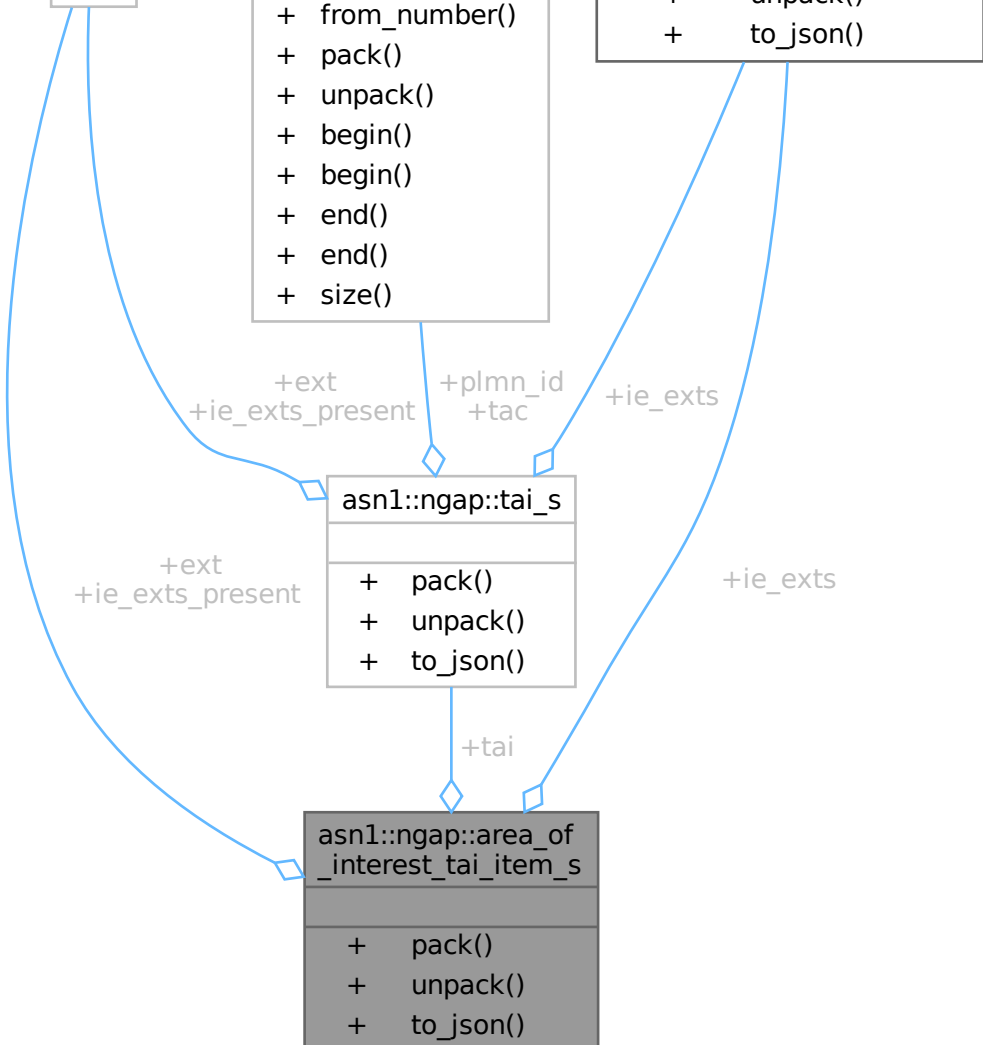 + from_number()
+ pack()
+ unpack()
+ begin()
+ begin()
+ end()
+ end()
+ size()
+ unpack()
+ to_json()
+ext
+ie_exts_present
+plmn_id
+tac
+ie_exts
asn1::ngap::tai_s
+ pack()
+ unpack()
+ to_json()
+ext
+ie_exts_present
+ie_exts
+tai
asn1::ngap::area_of
_interest_tai_item_s
+ pack()
+ unpack()
+ to_json()